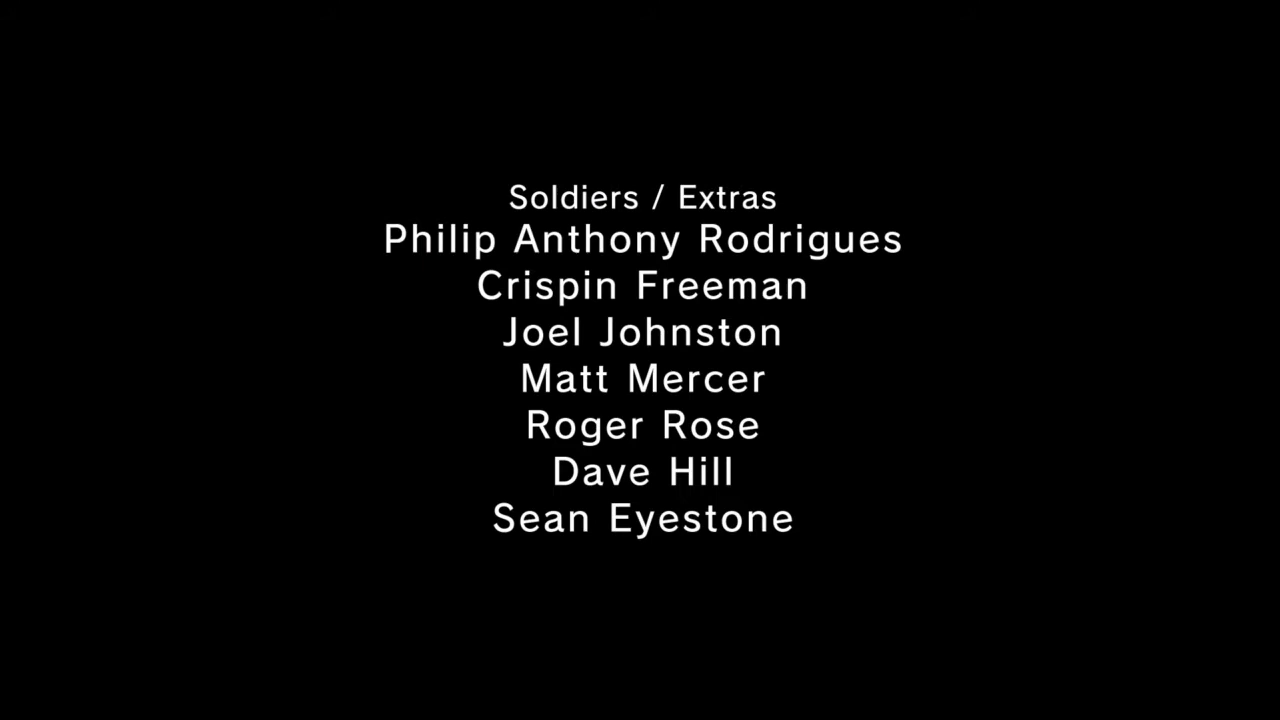 Soldiers / Extras
Philip Anthony Rodrigues
Crispin Freeman
Joel Johnston
Matt Mercer
Roger Rose
Dave Hill
Sean Eyestone